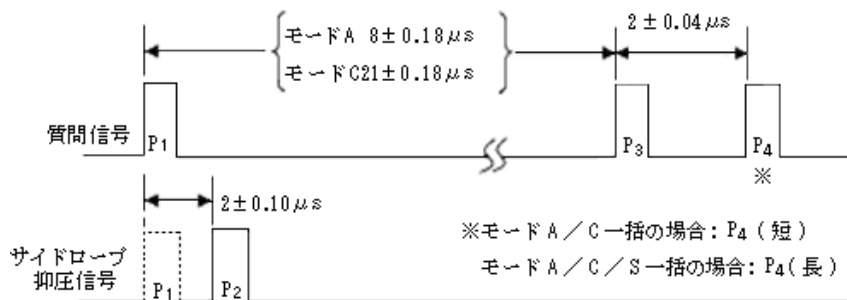 モードA 8±0.18μs
モードC21±0.18μs
2±0.04μs
質問信号
P1
P3
P4
※
2±0.10μs
サイドローブ
抑圧信号
P1
P2
※モードA/C一括の場合:P4(短)
モードA/C/S一括の場合:P4(長)